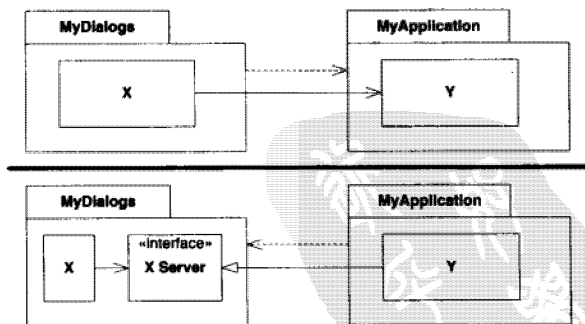 MyDialogs
MyApplication
X
Y
MyDialogs
MyApplication
X
«interface»
X Server
Y